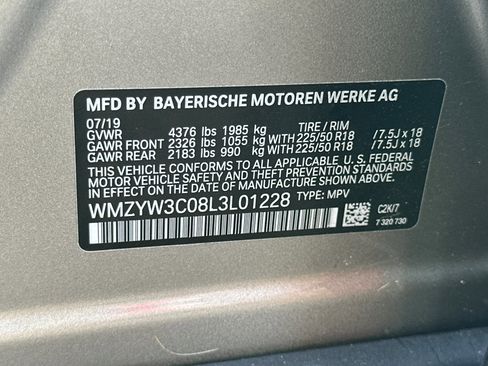 MFD BY BAYERISCHE MOTOREN WERKE AG
07/19
GVWR 4376 lbs 1985 kg TIRE / RIM
GAWR FRONT 2326 lbs 1055 kg WITH 225/50 R18 /7.5J x 18
GAWR REAR 2183 lbs 990 kg WITH 225/50 R18 /7.5J x 18
THIS VEHICLE CONFORMS TO ALL APPLICABLE U. S. FEDERAL
MOTOR VEHICLE SAFETY AND THEFT PREVENTION STANDARDS
IN EFFECT ON THE DATE OF MANUFACTURE SHOWN ABOVE.
WMZYW3C08L3L01228 TYPE: MPV
C2K/7
7 320 730